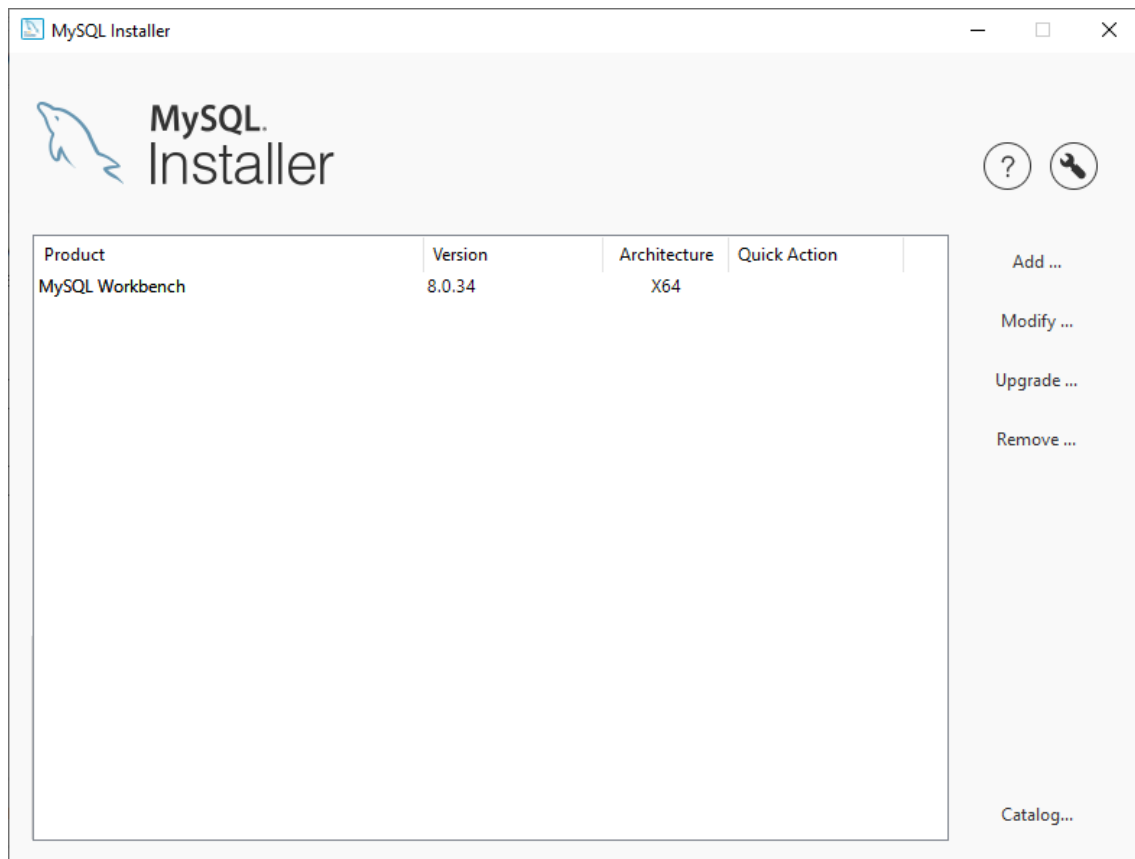 MySQL Installer
MySQL.
Installer
?
Product Version Architecture Quick Action
MySQL Workbench 8.0.34 X64
Add ...
Modify ...
Upgrade ...
Remove ...
Catalog...